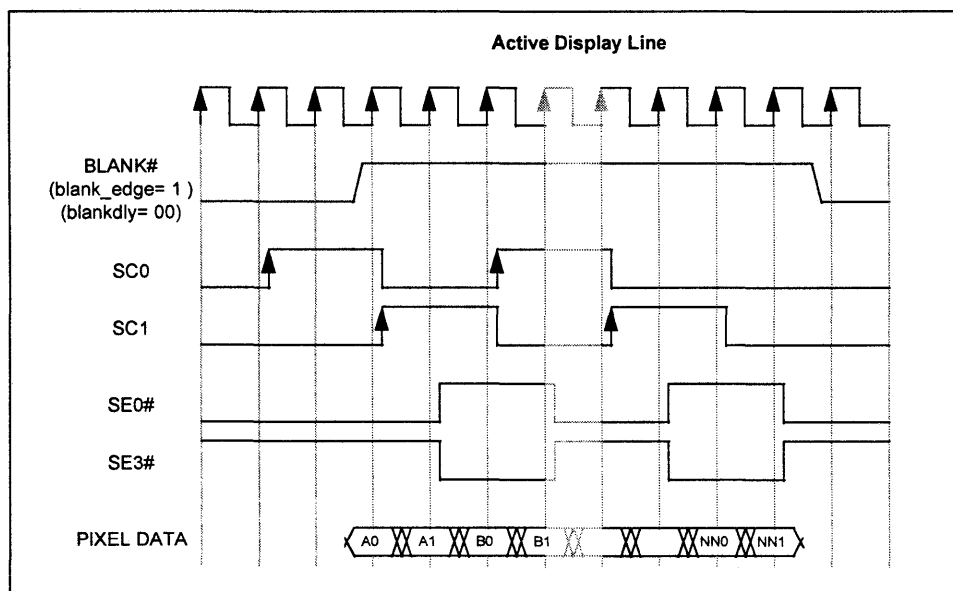 Active Display Line
BLANK#
(blank_edge= 1 )
(blankdly= 00)
SC0
SC1
SE0#
SE3#
PIXEL DATA
A0 A1 B0 B1 NN0 NN1